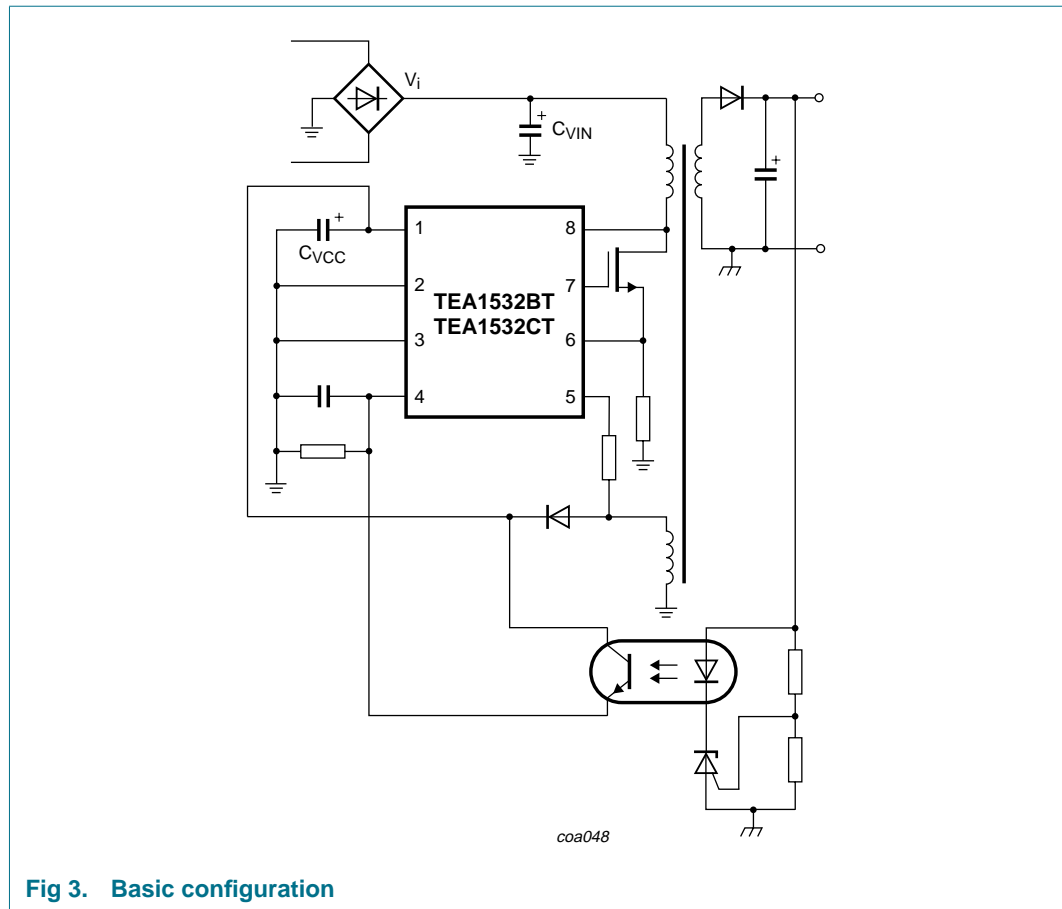 Vi
CVIN
CVCC
1
8
2
7
TEA1532BT
TEA1532CT
3
6
4
5
coa048
Fig 3. Basic configuration